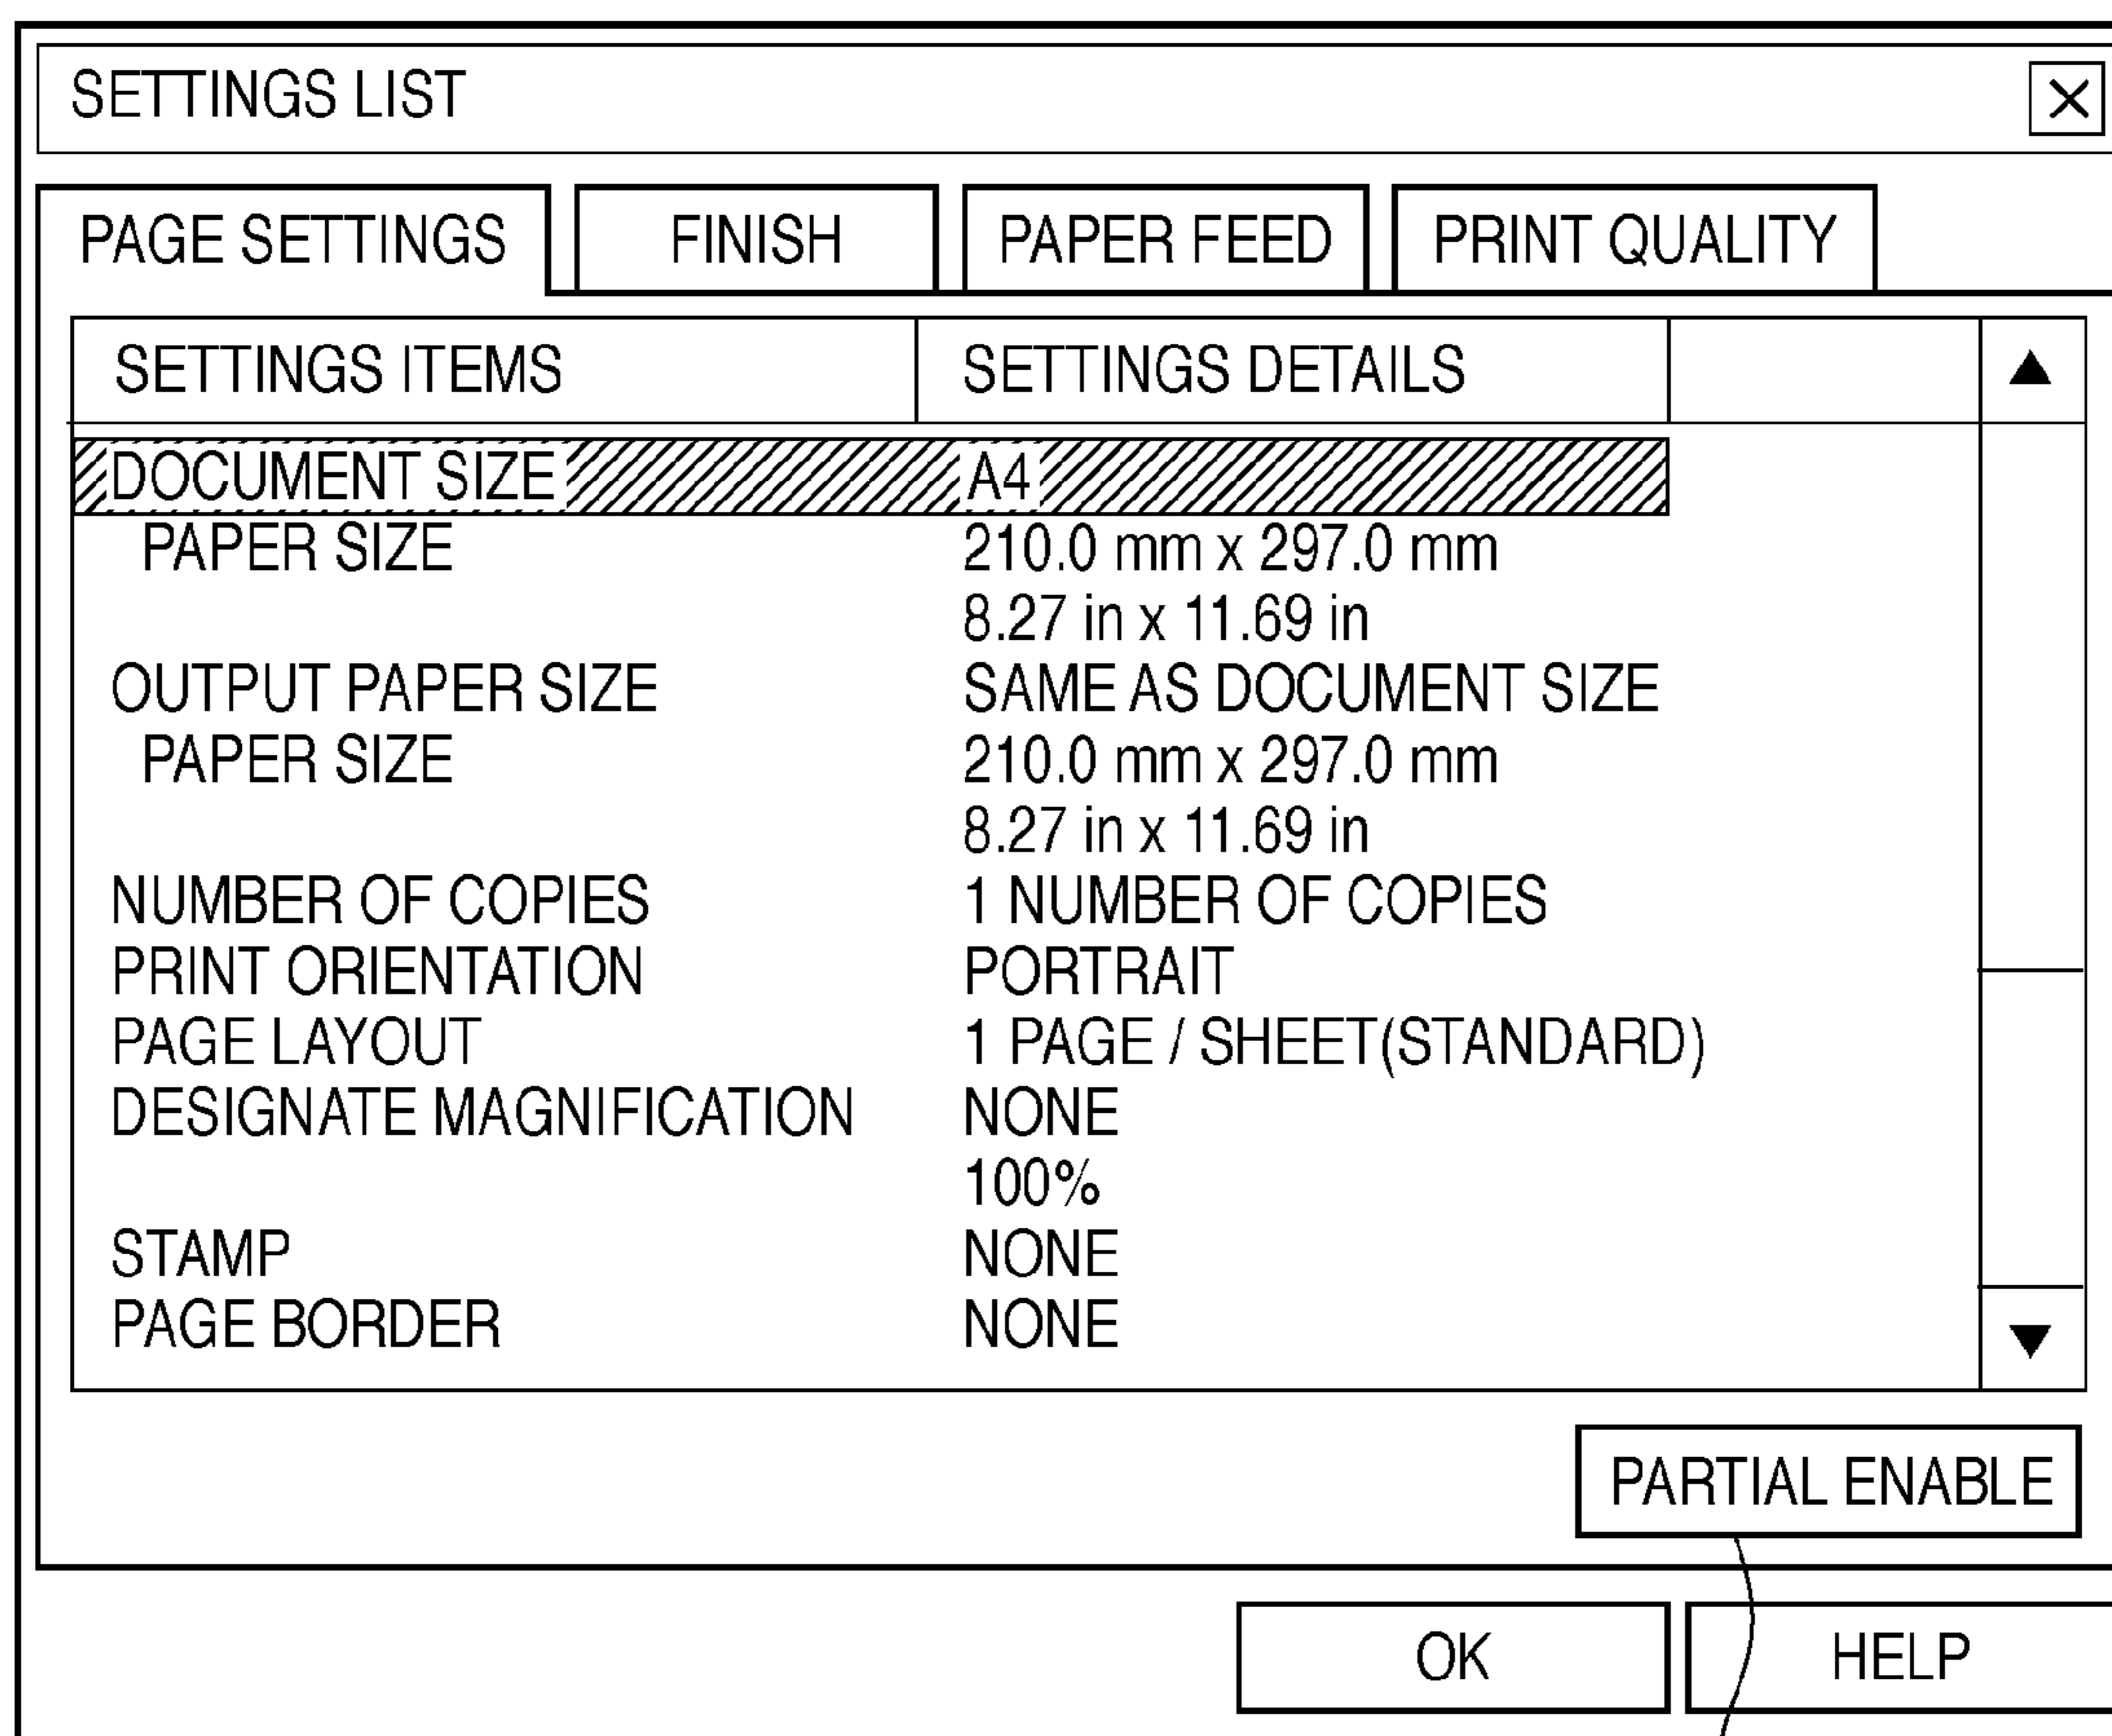 SETTINGS LIST
PAGE SETTINGS FINISH PAPER FEED PRINT QUALITY
SETTINGS ITEMS SETTINGS DETAILS
DOCUMENT SIZE A4
PAPER SIZE 210.0 mm x 297.0 mm
8.27 in x 11.69 in
OUTPUT PAPER SIZE SAME AS DOCUMENT SIZE
PAPER SIZE 210.0 mm x 297.0 mm
8.27 in x 11.69 in
NUMBER OF COPIES 1 NUMBER OF COPIES
PRINT ORIENTATION PORTRAIT
PAGE LAYOUT 1 PAGE / SHEET(STANDARD)
DESIGNATE MAGNIFICATION NONE
100%
STAMP NONE
PAGE BORDER NONE
PARTIAL ENABLE
OK HELP